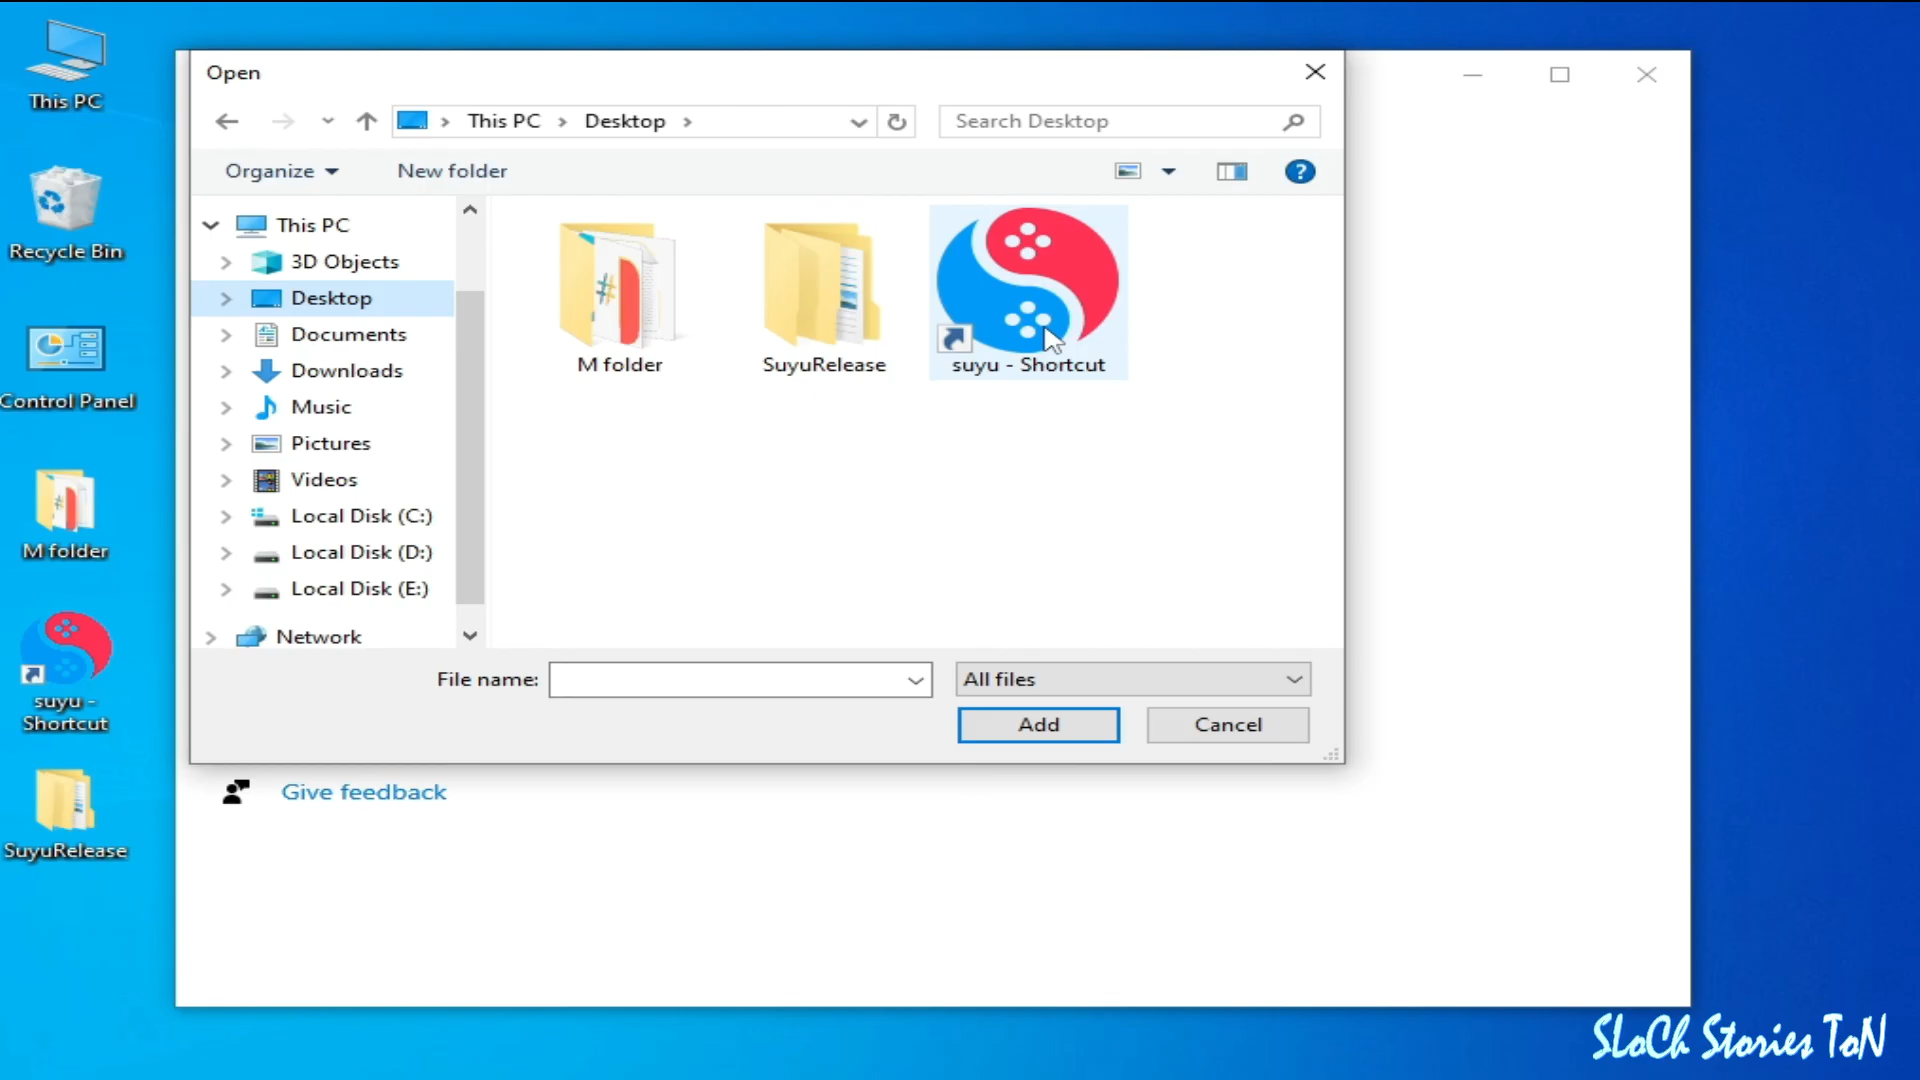 This PC
Recycle Bin
Control Panel
M folder
suyu -
Shortcut
SuyuRelease
Open
This PC
Desktop
Search Desktop
Organize
New folder
?
This PC
3D Objects
Desktop
Documents
Downloads
Music
Pictures
Videos
Local Disk (C:)
Local Disk (D:)
Local Disk (E:)
Network
M folder
SuyuRelease
suyu - Shortcut
File name:
All files
Add
Cancel
Give feedback
SLoCh Stories ToN